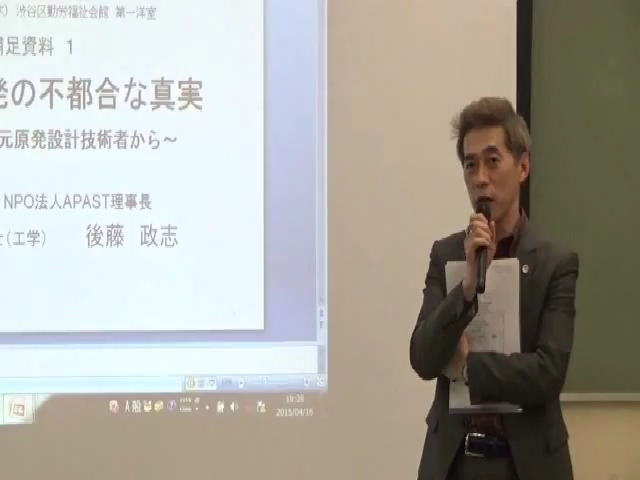 渋谷区勤労福祉会館 第一洋室
補足資料 1
発の不都合な真実
元原発設計技術者から～
NPO法人APAST理事長
士(工学) 後藤 政志
A 般
19:26
2015/04/16